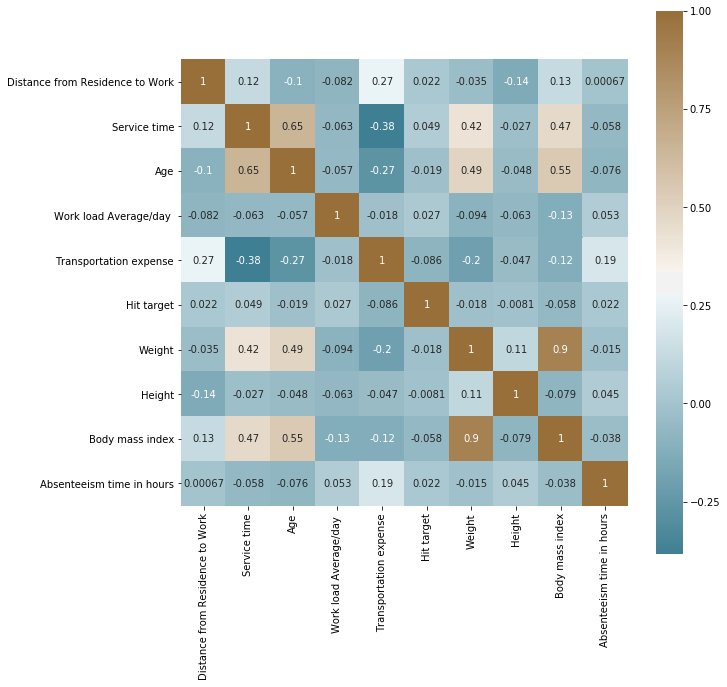 Distance from Residence to Work 1 0.12 -0.1 -0.082 0.27 0.022 -0.035 -0.14 0.13 0.00067
Service time 0.12 1 0.65 -0.063 -0.38 0.049 0.42 -0.027 0.47 -0.058
Age -0.1 0.65 1 -0.057 -0.27 -0.019 0.49 -0.048 0.55 -0.076
Work load Average/day -0.082 -0.063 -0.057 1 -0.018 0.027 -0.094 -0.063 -0.13 0.053
Transportation expense 0.27 -0.38 -0.27 -0.018 1 -0.086 -0.2 -0.047 -0.12 0.19
Hit target 0.022 0.049 -0.019 0.027 -0.086 1 -0.018 -0.0081 -0.058 0.022
Weight -0.035 0.42 0.49 -0.094 -0.2 -0.018 1 0.11 0.9 -0.015
Height -0.14 -0.027 -0.048 -0.063 -0.047 -0.0081 0.11 1 -0.079 0.045
Body mass index 0.13 0.47 0.55 -0.13 -0.12 -0.058 0.9 -0.079 1 -0.038
Absenteeism time in hours 0.00067 -0.058 -0.076 0.053 0.19 0.022 -0.015 0.045 -0.038 1
Distance from Residence to Work
Service time
Age
Work load Average/day
Transportation expense
Hit target
Weight
Height
Body mass index
Absenteeism time in hours
1.00
0.75
0.50
0.25
0.00
−0.25